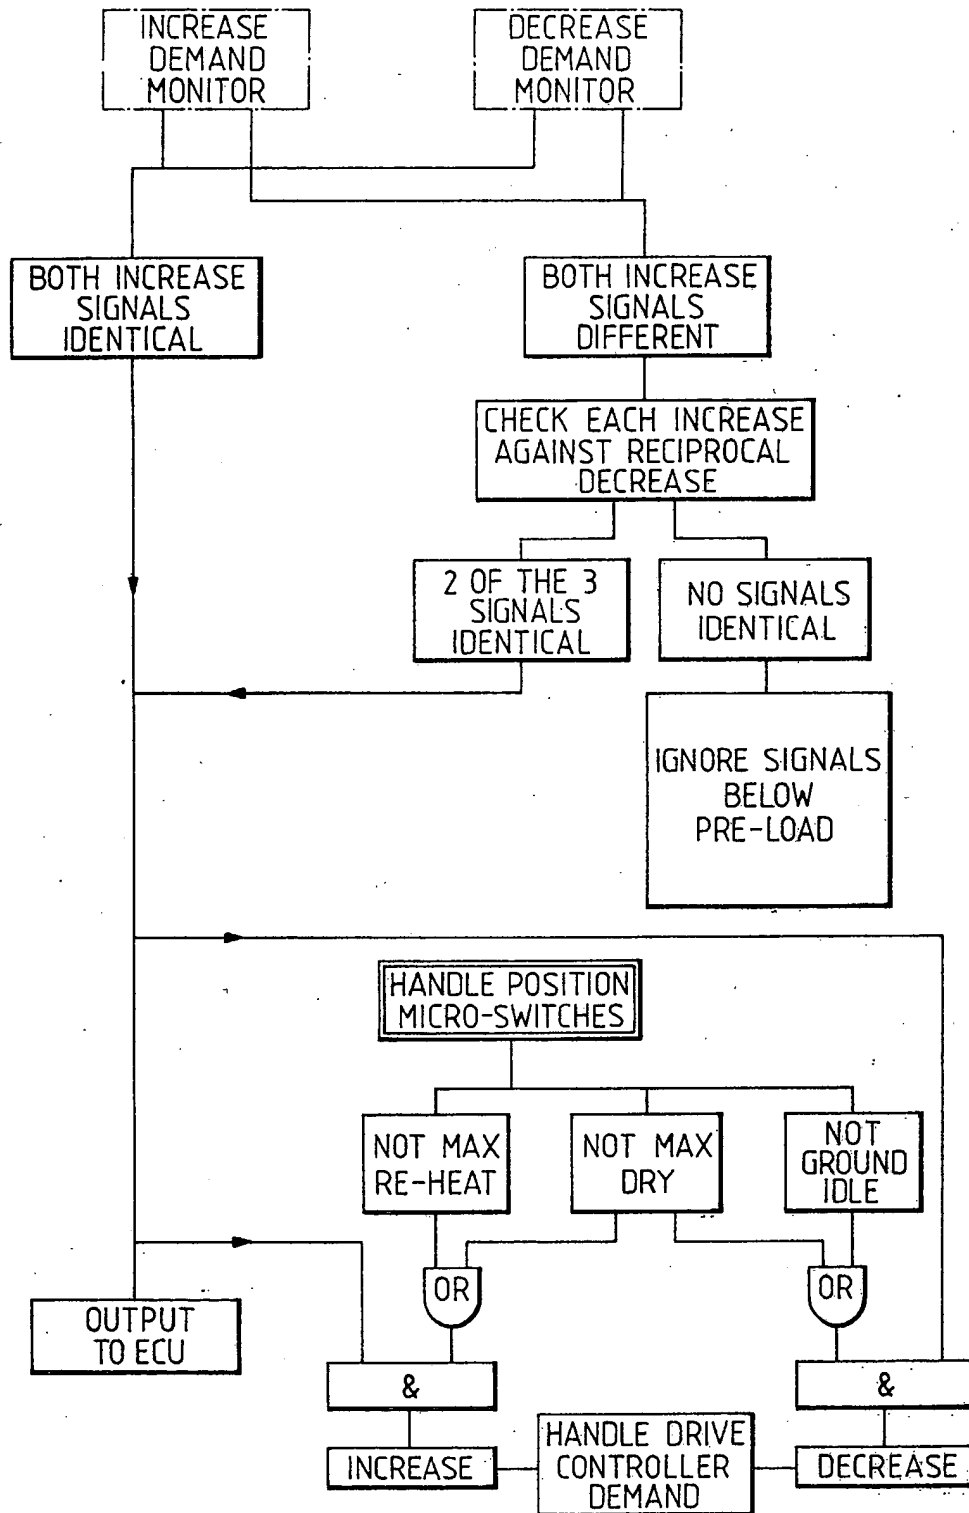 INCREASE
DEMAND
MONITOR
DECREASE
DEMAND
MONITOR
BOTH INCREASE
SIGNALS
IDENTICAL
BOTH INCREASE
SIGNALS
DIFFERENT
CHECK EACH INCREASE
AGAINST RECIPROCAL
DECREASE
2 OF THE 3
SIGNALS
IDENTICAL
NO SIGNALS
IDENTICAL
IGNORE SIGNALS
BELOW
PRE-LOAD
HANDLE POSITION
MICRO-SWITCHES
NOT MAX
RE-HEAT
NOT MAX
DRY
NOT
GROUND
IDLE
OR
OR
OUTPUT
TO ECU
&
&
INCREASE
HANDLE DRIVE
CONTROLLER
DEMAND
DECREASE